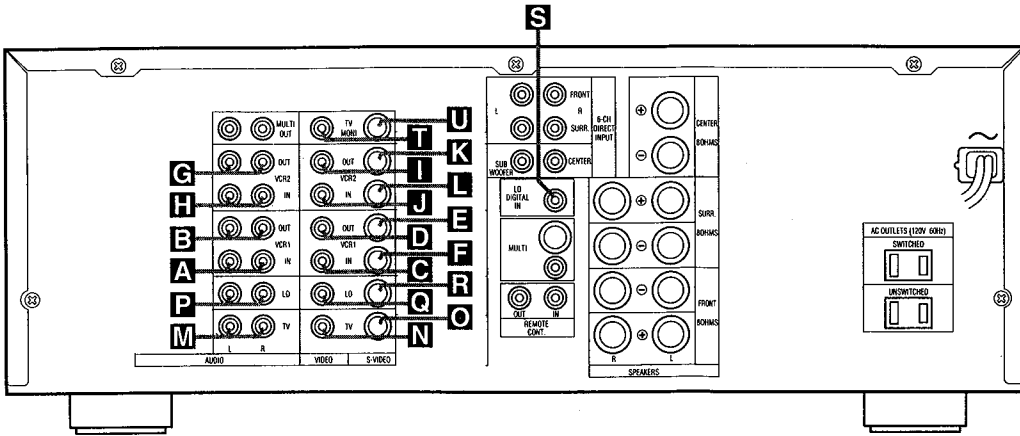 S
MULTI OUT
TV MONI
U
T
OUT
VCR2
IN
OUT
VCR2
IN
K
I
L
G
H
J
B
A
OUT
VCR1
IN
OUT
VCR1
IN
E
D
F
C
P
LD
LD
R
Q
M
TV
TV
O
N
L
R
AUDIO
VIDEO
S-VIDEO
L
FRONT
R
SURR.
SUB WOOFER
CENTER
6-CH DIRECT INPUT
LD DIGITAL IN
MULTI
OUT
IN
REMOTE CONT.
+
CENTER
8OHMS
−
+
SURR.
−
8OHMS
−
FRONT
+
8OHMS
R
L
SPEAKERS
~
AC OUTLETS (120V 60Hz)
SWITCHED
UNSWITCHED